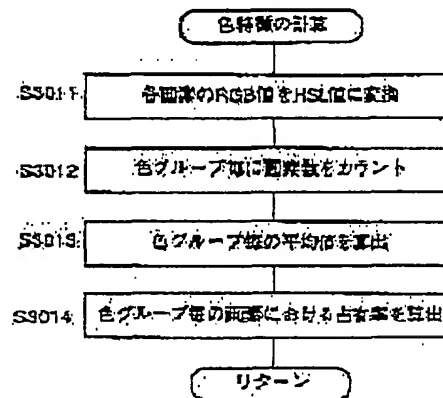 色特徴の計算
S3011
各画素のRGB値をHSL値に変換
S3012
色グループ毎に画素数をカウント
S3013
色グループ毎の平均値を算出
S3014
色グループ毎の画像における占有率を算出
リターン